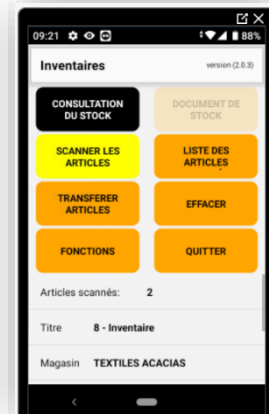 09:21 88%
Inventaires version (2.0.3)
CONSULTATION
DU STOCK
DOCUMENT DE
STOCK
SCANNER LES
ARTICLES
LISTE DES
ARTICLES
TRANSFERER
ARTICLES
EFFACER
FONCTIONS
QUITTER
Articles scannés: 2
Titre 8 - Inventaire
Magasin TEXTILES ACACIAS